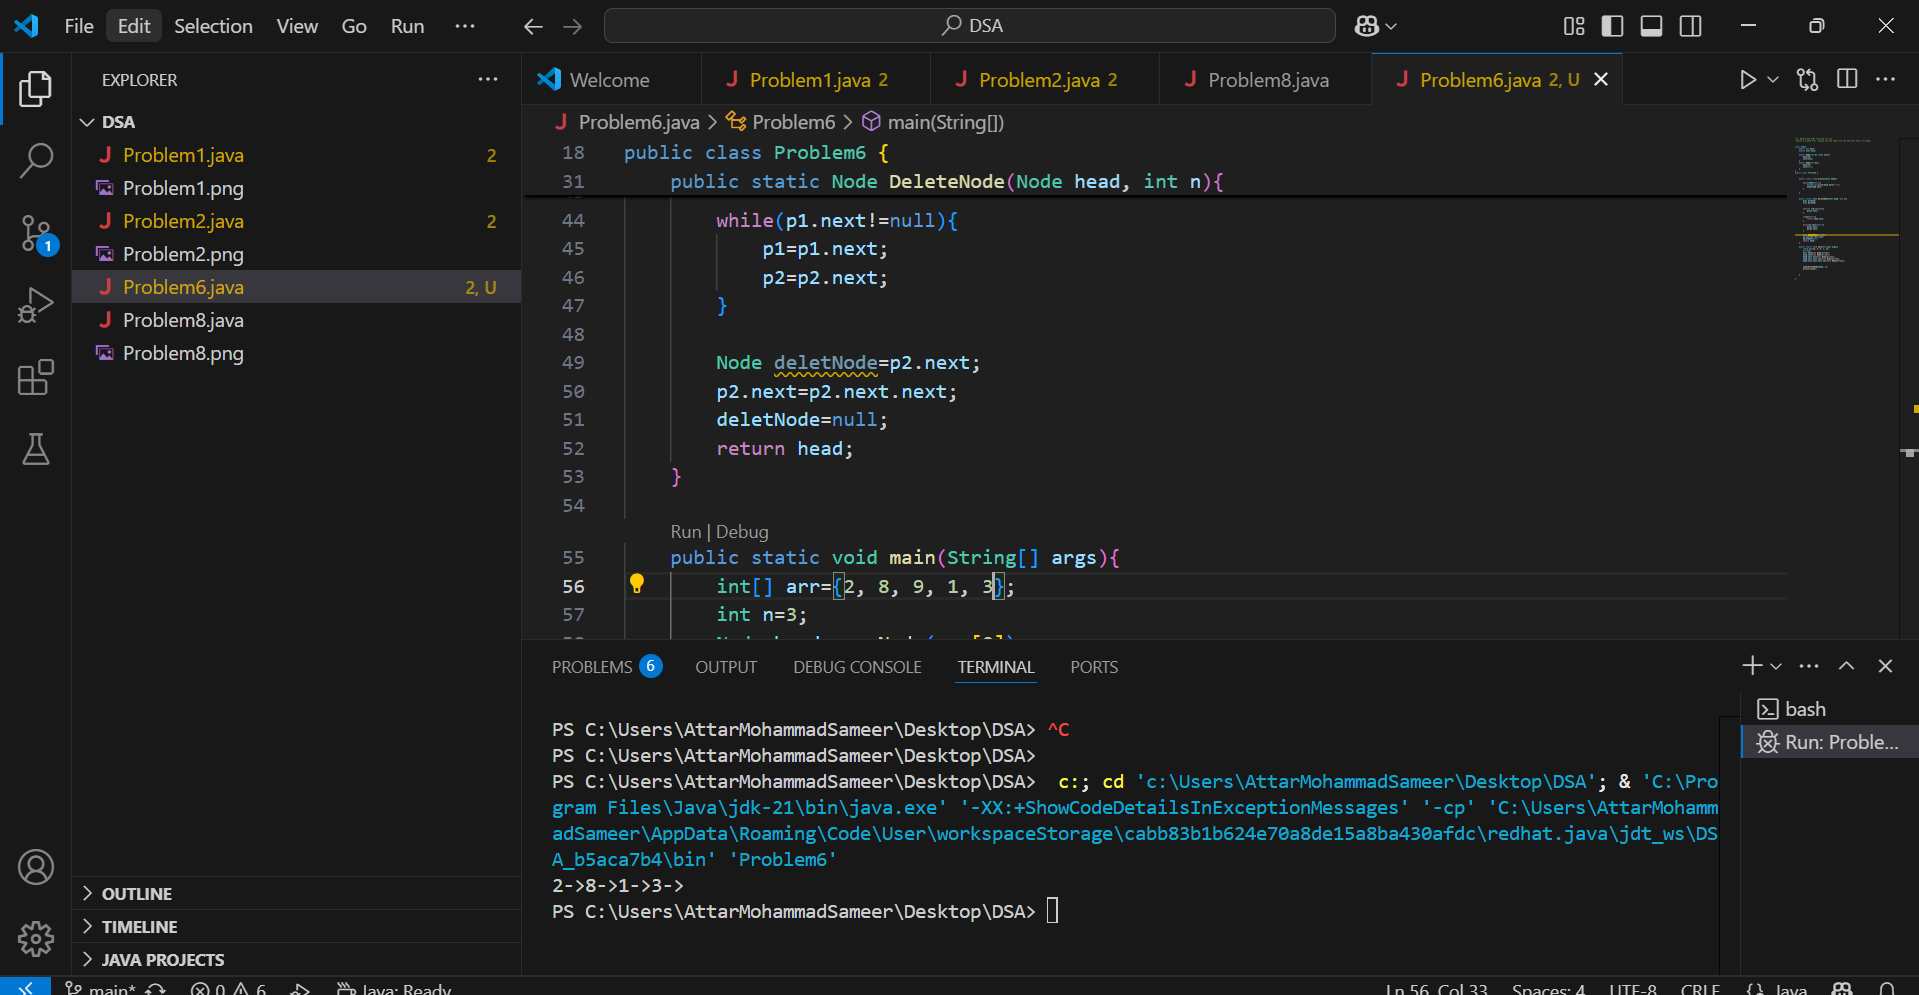 File Edit Selection View Go Run ··· DSA
EXPLORER ···
DSA
Problem1.java 2
Problem1.png
Problem2.java 2
Problem2.png
Problem6.java 2, U
Problem8.java
Problem8.png
OUTLINE
TIMELINE
JAVA PROJECTS
1
Welcome Problem1.java 2 Problem2.java 2 Problem8.java Problem6.java 2, U
Problem6.java > Problem6 > main(String[])
18 public class Problem6 {
31 public static Node DeleteNode(Node head, int n){
44 while(p1.next!=null){
45 p1=p1.next;
46 p2=p2.next;
47 }
48
49 Node deletNode=p2.next;
50 p2.next=p2.next.next;
51 deletNode=null;
52 return head;
53 }
54
Run | Debug
55 public static void main(String[] args){
56 int[] arr={2, 8, 9, 1, 3};
57 int n=3;
PROBLEMS 6 OUTPUT DEBUG CONSOLE TERMINAL PORTS
PS C:\Users\AttarMohammadSameer\Desktop\DSA> ^C
PS C:\Users\AttarMohammadSameer\Desktop\DSA>
PS C:\Users\AttarMohammadSameer\Desktop\DSA> c:; cd 'c:\Users\AttarMohammadSameer\Desktop\DSA'; & 'C:\Pro
gram Files\Java\jdk-21\bin\java.exe' '-XX:+ShowCodeDetailsInExceptionMessages' '-cp' 'C:\Users\AttarMohamm
adSameer\AppData\Roaming\Code\User\workspaceStorage\cabb83b1b624e70a8de15a8ba430afdc\redhat.java\jdt_ws\DS
A_b5aca7b4\bin' 'Problem6'
2->8->1->3->
PS C:\Users\AttarMohammadSameer\Desktop\DSA>
bash
Run: Proble...
main* 0 6 Java: Ready Ln 56, Col 33 Spaces: 4 UTF-8 CRLF {} Java